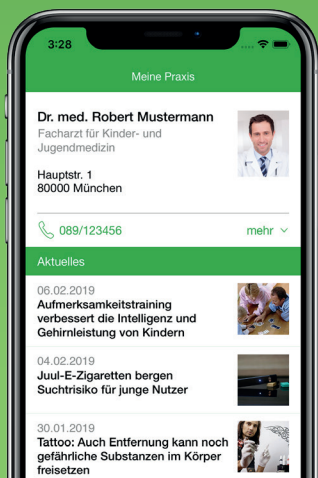 3:28
Meine Praxis
Dr. med. Robert Mustermann
Facharzt für Kinder- und
Jugendmedizin
Hauptstr. 1
80000 München
089/123456
mehr
Aktuelles
06.02.2019
Aufmerksamkeitstraining
verbessert die Intelligenz und
Gehirnleistung von Kindern
04.02.2019
Juul-E-Zigaretten bergen
Suchtrisiko für junge Nutzer
30.01.2019
Tattoo: Auch Entfernung kann noch
gefährliche Substanzen im Körper
freisetzen